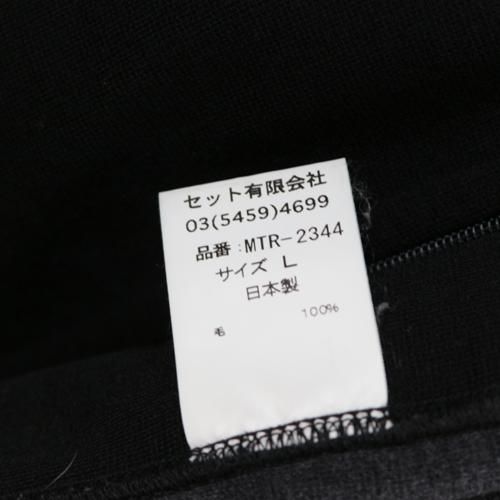 セット有限会社
03(5459)4699
品番:MTR-2344
サイズ L
日本製
毛 100%